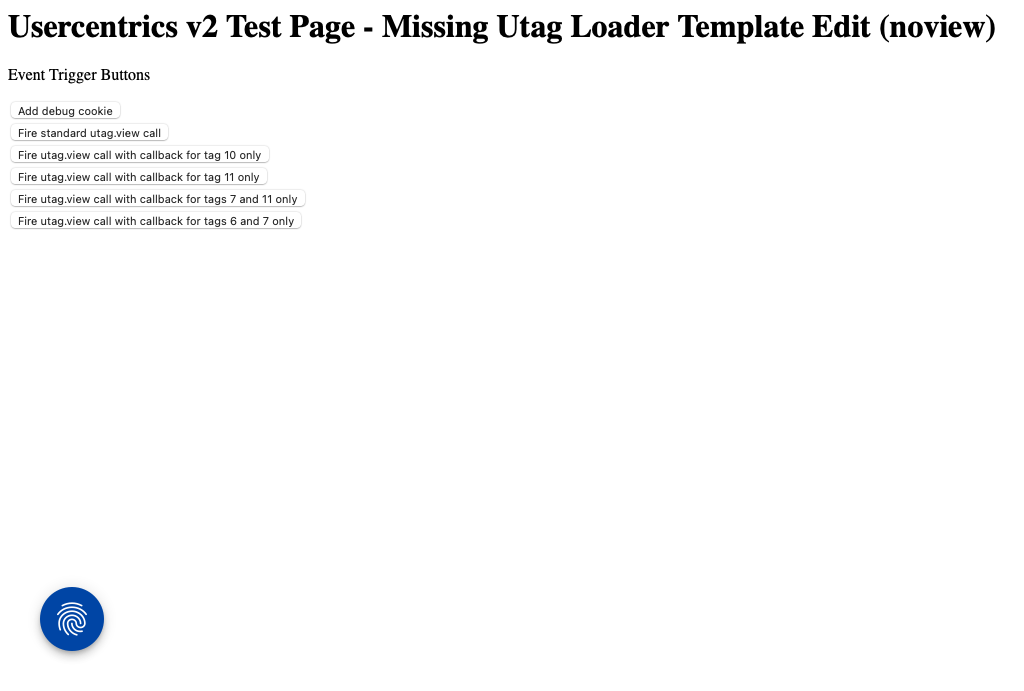 Usercentrics v2 Test Page - Missing Utag Loader Template Edit (noview)
Event Trigger Buttons
Add debug cookie
Fire standard utag.view call
Fire utag.view call with callback for tag 10 only
Fire utag.view call with callback for tag 11 only
Fire utag.view call with callback for tags 7 and 11 only
Fire utag.view call with callback for tags 6 and 7 only